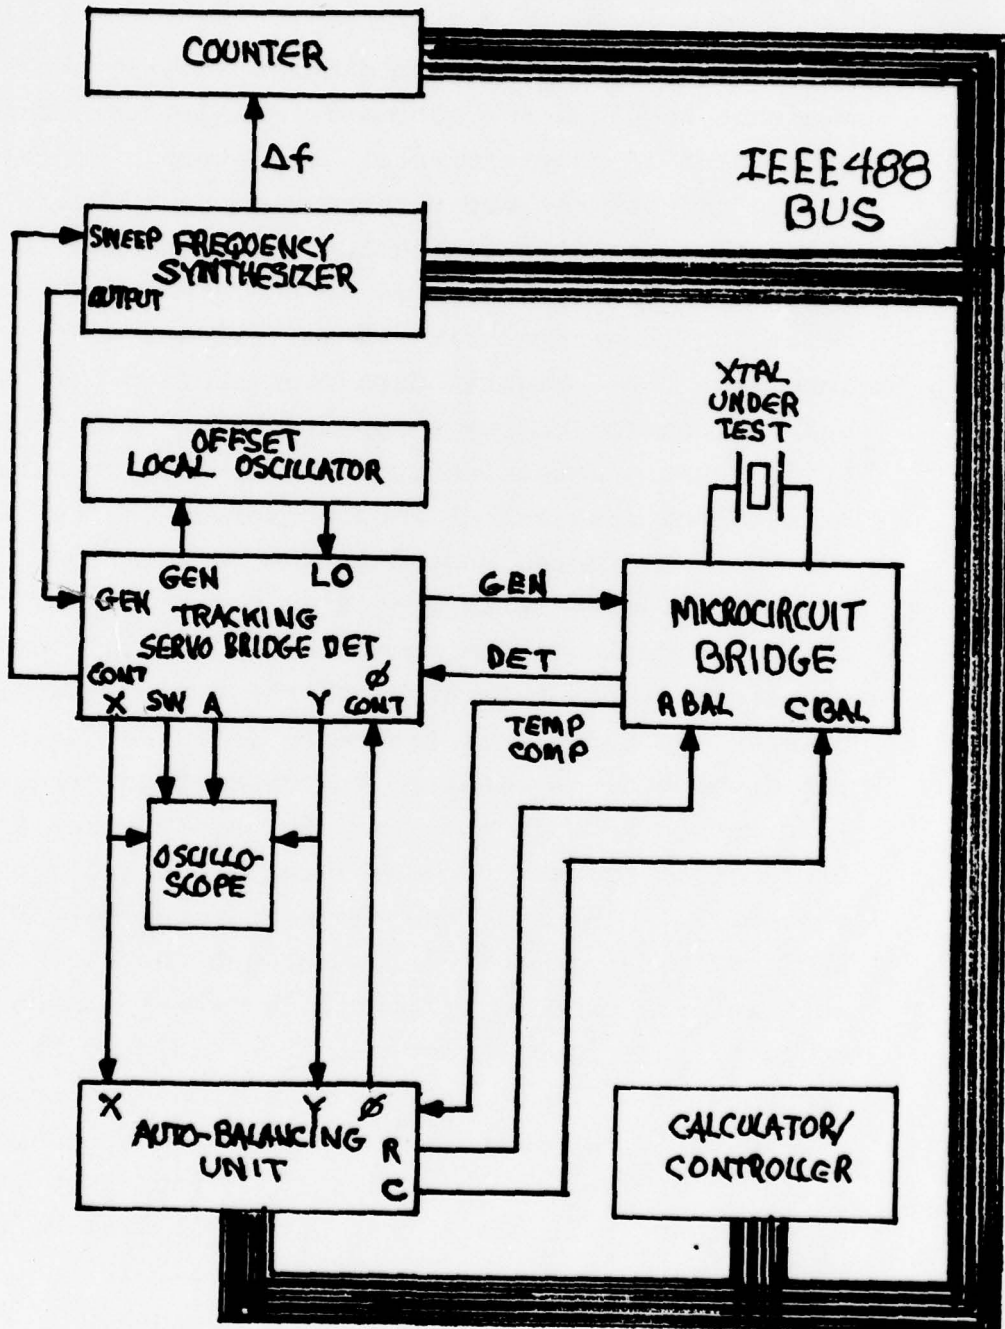 COUNTER
Δf
IEEE488
BUS
SWEEP FREQUENCY
SYNTHESIZER
OUTPUT
XTAL
UNDER
TEST
OFFSET
LOCAL OSCILLATOR
GEN LO
GEN TRACKING
SERVO BRIDGE DET
CONT φ
X SW A Y CONT
GEN
DET
MICROCIRCUIT
BRIDGE
R BAL C BAL
TEMP
COMP
OSCILLO-
SCOPE
X Y φ
AUTO-BALANCING
UNIT R
C
CALCULATOR/
CONTROLLER